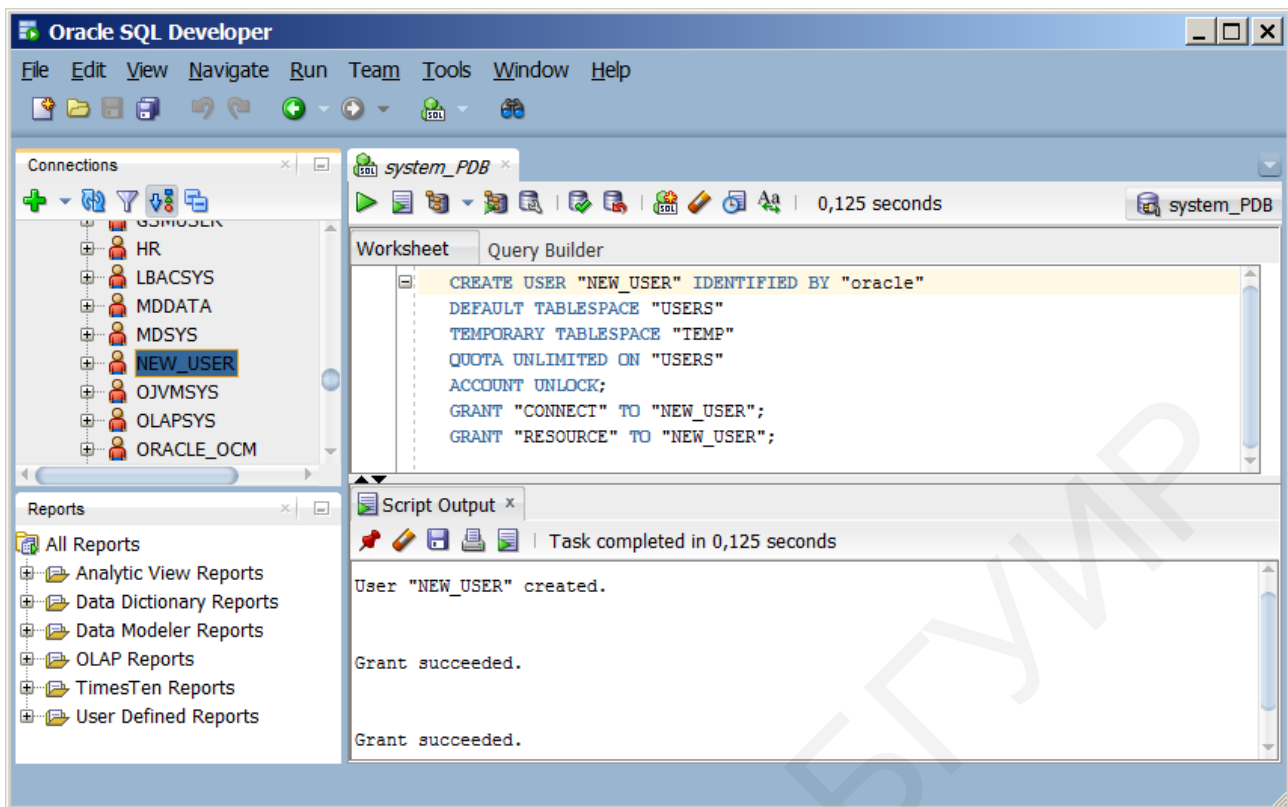 Oracle SQL Developer
File Edit View Navigate Run Team Tools Window Help
Connections
GSMUSER
HR
LBACSYS
MDDATA
MDSYS
NEW_USER
OJVMSYS
OLAPSYS
ORACLE_OCM
Reports
All Reports
Analytic View Reports
Data Dictionary Reports
Data Modeler Reports
OLAP Reports
TimesTen Reports
User Defined Reports
system_PDB
0,125 seconds
system_PDB
Worksheet Query Builder
CREATE USER "NEW_USER" IDENTIFIED BY "oracle"
DEFAULT TABLESPACE "USERS"
TEMPORARY TABLESPACE "TEMP"
QUOTA UNLIMITED ON "USERS"
ACCOUNT UNLOCK;
GRANT "CONNECT" TO "NEW_USER";
GRANT "RESOURCE" TO "NEW_USER";
Script Output
Task completed in 0,125 seconds
User "NEW_USER" created.
Grant succeeded.
Grant succeeded.
БГУИР